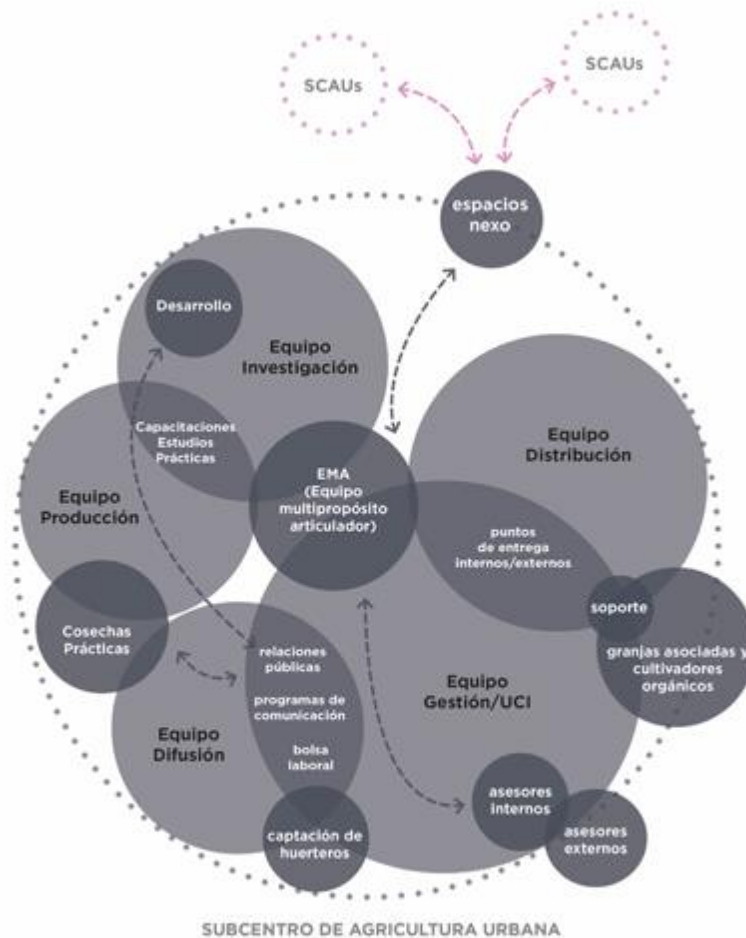 SCAUs
SCAUs
espacios
nexo
Desarrollo
Equipo
Investigación
Capacitaciones
Estudios
Prácticas
Equipo
Distribución
EMA
(Equipo
multipropósito
articulador)
Equipo
Producción
puntos
de entrega
internos/externos
soporte
Cosechas
Prácticas
granjas asociadas y
cultivadores
orgánicos
relaciones
públicas
programas de
comunicación
bolsa
laboral
Equipo
Gestión/UCI
Equipo
Difusión
asesores
internos
asesores
externos
captación de
huerteros
SUBCENTRO DE AGRICULTURA URBANA